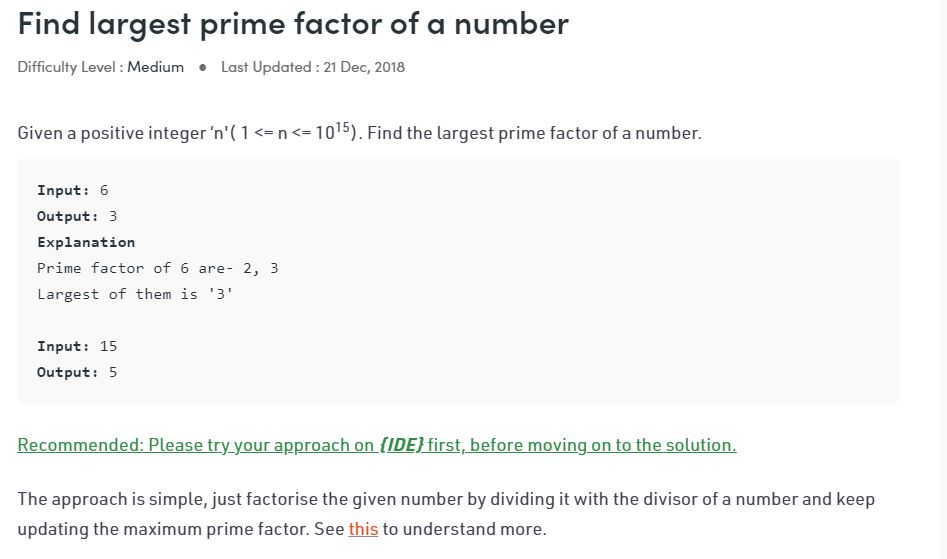 Find largest prime factor of a number
Difficulty Level : Medium ● Last Updated : 21 Dec, 2018
Given a positive integer ‘n'( 1 <= n <= 10¹⁵). Find the largest prime factor of a number.
Input: 6
Output: 3
Explanation
Prime factor of 6 are- 2, 3
Largest of them is '3'
Input: 15
Output: 5
Recommended: Please try your approach on {IDE} first, before moving on to the solution.
The approach is simple, just factorise the given number by dividing it with the divisor of a number and keep
updating the maximum prime factor. See this to understand more.